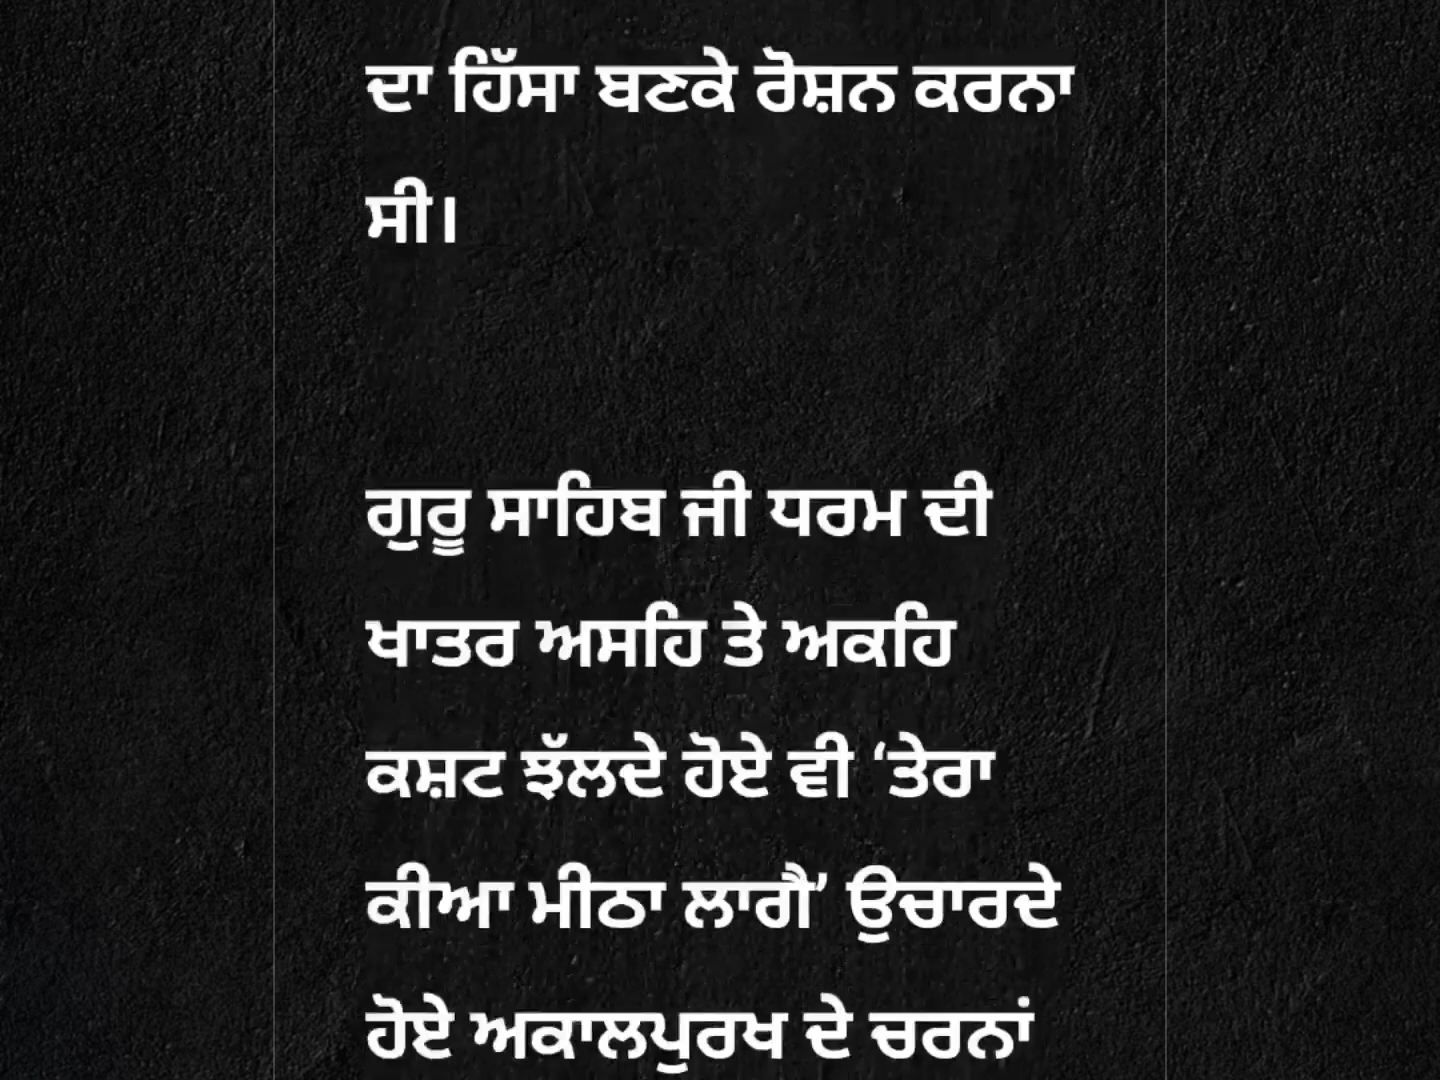 ਦਾ ਹਿੱਸਾ ਬਣਕੇ ਰੋਸ਼ਨ ਕਰਨਾ
ਸੀ।
ਗੁਰੂ ਸਾਹਿਬ ਜੀ ਧਰਮ ਦੀ
ਖਾਤਰ ਅਸਹਿ ਤੇ ਅਕਹਿ
ਕਸ਼ਟ ਝੱਲਦੇ ਹੋਏ ਵੀ ‘ਤੇਰਾ
ਕੀਆ ਮੀਠਾ ਲਾਗੈ’ ਉਚਾਰਦੇ
ਹੋਏ ਅਕਾਲਪੁਰਖ ਦੇ ਚਰਨਾਂ